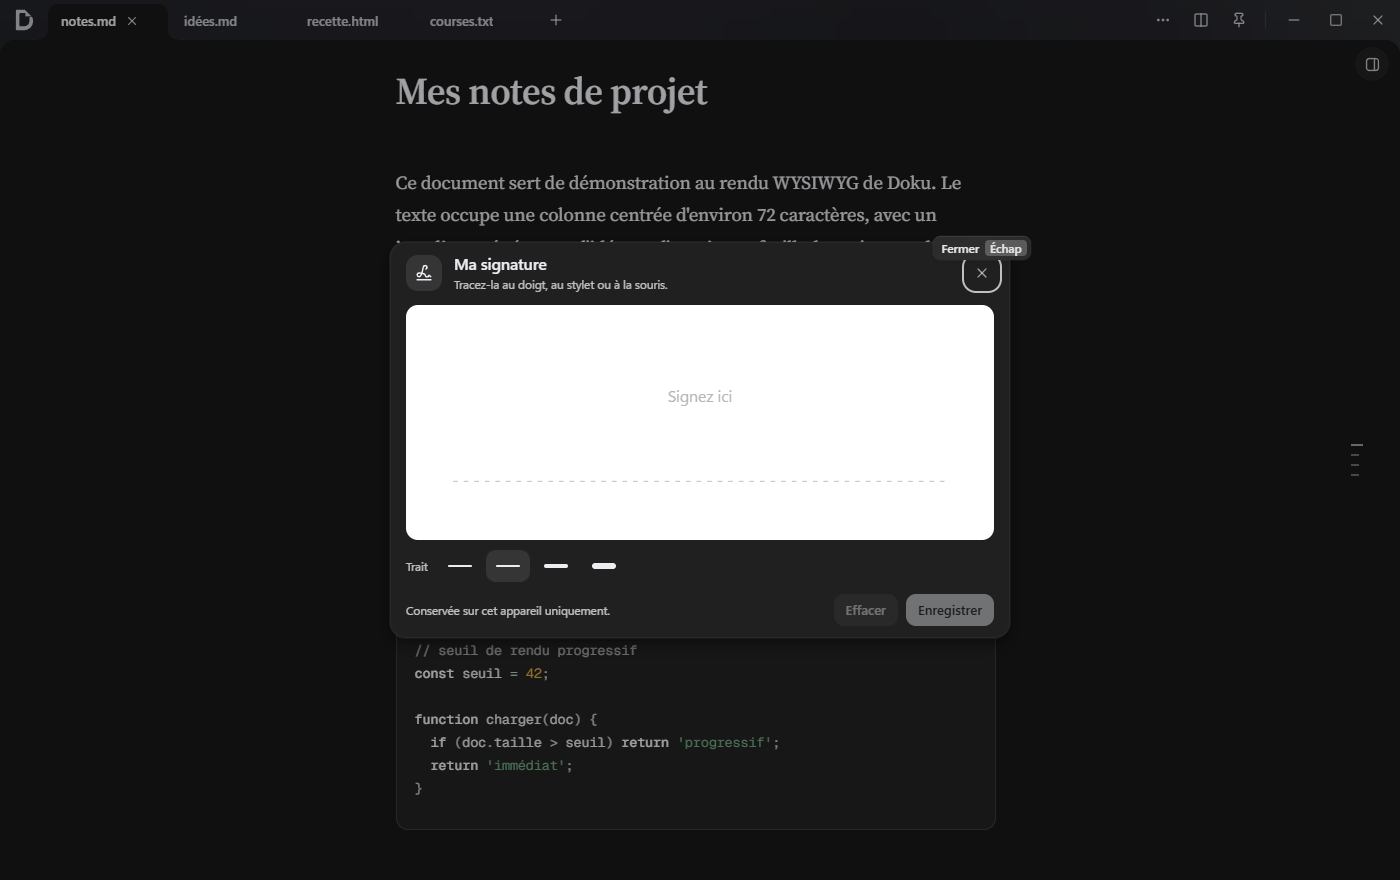 notes.md
idées.md
recette.html
courses.txt
Mes notes de projet
Ce document sert de démonstration au rendu WYSIWYG de Doku. Le
texte occupe une colonne centrée d'environ 72 caractères, avec un
Fermer Échap
Ma signature
Tracez-la au doigt, au stylet ou à la souris.
Signez ici
Trait
Conservée sur cet appareil uniquement.
Effacer
Enregistrer
// seuil de rendu progressif
const seuil = 42;
function charger(doc) {
if (doc.taille > seuil) return 'progressif';
return 'immédiat';
}